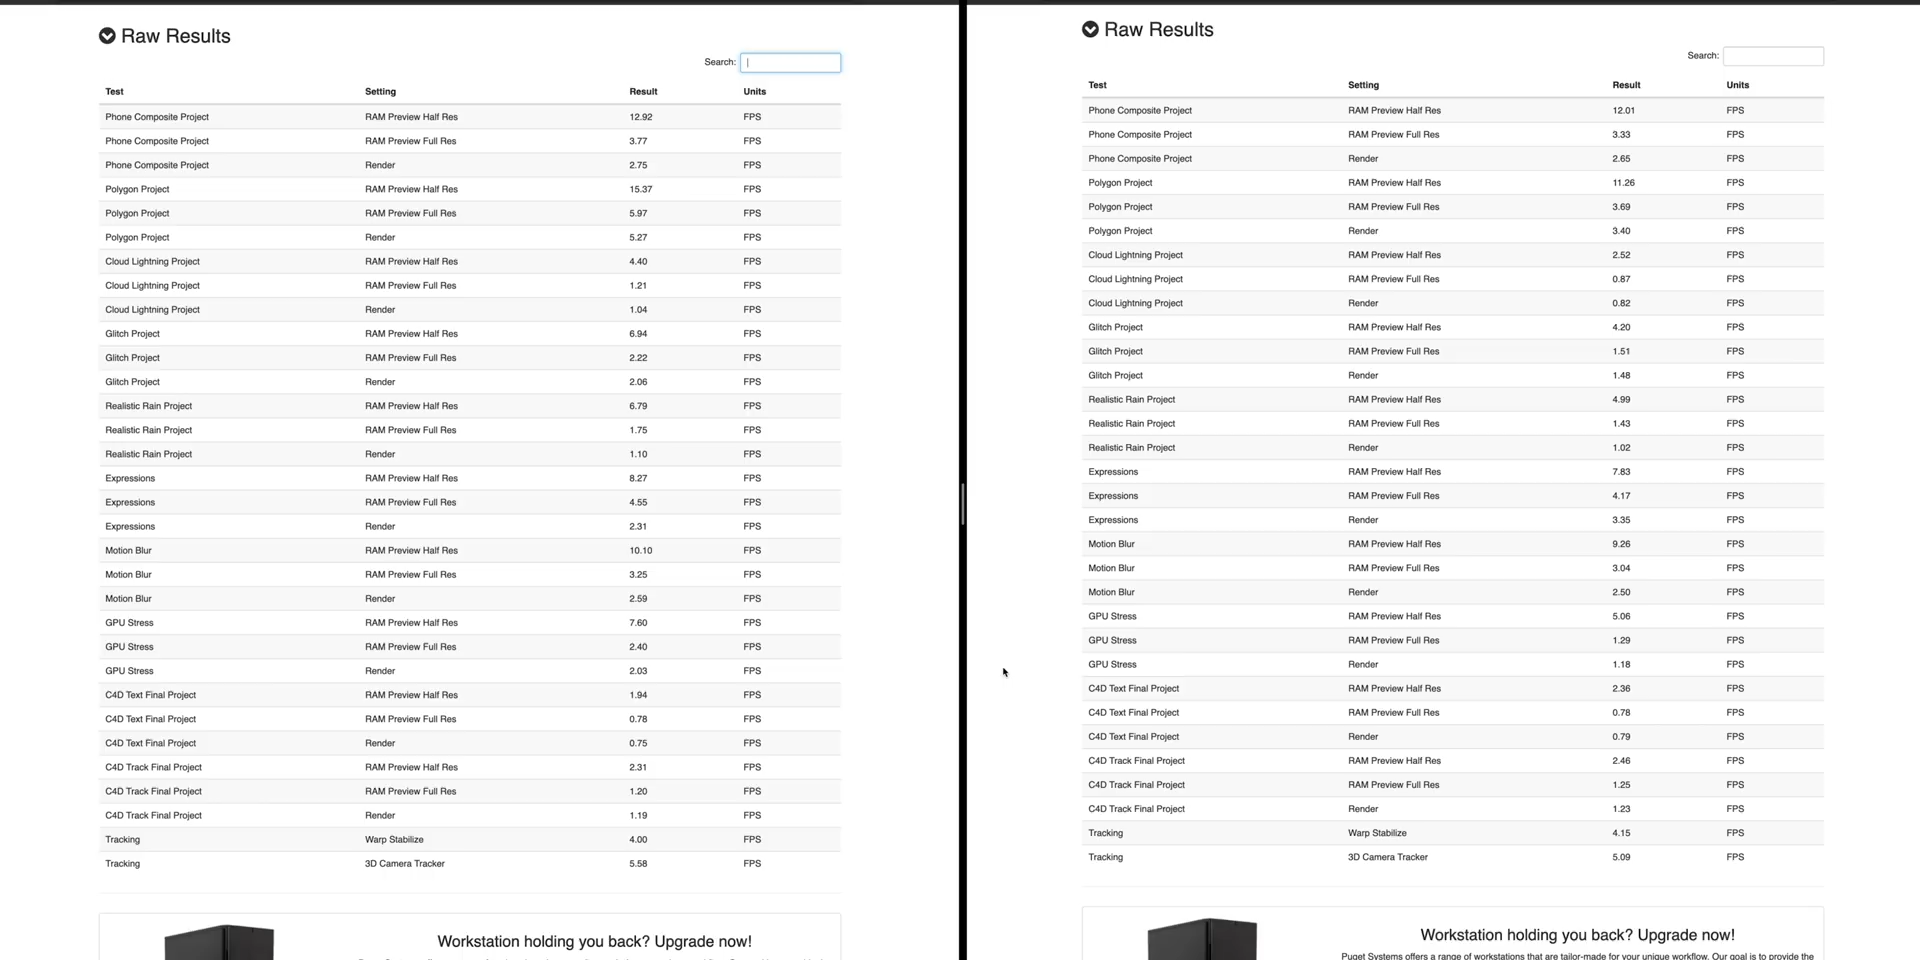 Raw Results
Search:
Test Setting Result Units
Phone Composite Project RAM Preview Half Res 12.92 FPS
Phone Composite Project RAM Preview Full Res 3.77 FPS
Phone Composite Project Render 2.75 FPS
Polygon Project RAM Preview Half Res 15.37 FPS
Polygon Project RAM Preview Full Res 5.97 FPS
Polygon Project Render 5.27 FPS
Cloud Lightning Project RAM Preview Half Res 4.40 FPS
Cloud Lightning Project RAM Preview Full Res 1.21 FPS
Cloud Lightning Project Render 1.04 FPS
Glitch Project RAM Preview Half Res 6.94 FPS
Glitch Project RAM Preview Full Res 2.22 FPS
Glitch Project Render 2.06 FPS
Realistic Rain Project RAM Preview Half Res 6.79 FPS
Realistic Rain Project RAM Preview Full Res 1.75 FPS
Realistic Rain Project Render 1.10 FPS
Expressions RAM Preview Half Res 8.27 FPS
Expressions RAM Preview Full Res 4.55 FPS
Expressions Render 2.31 FPS
Motion Blur RAM Preview Half Res 10.10 FPS
Motion Blur RAM Preview Full Res 3.25 FPS
Motion Blur Render 2.59 FPS
GPU Stress RAM Preview Half Res 7.60 FPS
GPU Stress RAM Preview Full Res 2.40 FPS
GPU Stress Render 2.03 FPS
C4D Text Final Project RAM Preview Half Res 1.94 FPS
C4D Text Final Project RAM Preview Full Res 0.78 FPS
C4D Text Final Project Render 0.75 FPS
C4D Track Final Project RAM Preview Half Res 2.31 FPS
C4D Track Final Project RAM Preview Full Res 1.20 FPS
C4D Track Final Project Render 1.19 FPS
Tracking Warp Stabilize 4.00 FPS
Tracking 3D Camera Tracker 5.58 FPS
Workstation holding you back? Upgrade now!
Raw Results
Search:
Test Setting Result Units
Phone Composite Project RAM Preview Half Res 12.01 FPS
Phone Composite Project RAM Preview Full Res 3.33 FPS
Phone Composite Project Render 2.65 FPS
Polygon Project RAM Preview Half Res 11.26 FPS
Polygon Project RAM Preview Full Res 3.69 FPS
Polygon Project Render 3.40 FPS
Cloud Lightning Project RAM Preview Half Res 2.52 FPS
Cloud Lightning Project RAM Preview Full Res 0.87 FPS
Cloud Lightning Project Render 0.82 FPS
Glitch Project RAM Preview Half Res 4.20 FPS
Glitch Project RAM Preview Full Res 1.51 FPS
Glitch Project Render 1.48 FPS
Realistic Rain Project RAM Preview Half Res 4.99 FPS
Realistic Rain Project RAM Preview Full Res 1.43 FPS
Realistic Rain Project Render 1.02 FPS
Expressions RAM Preview Half Res 7.83 FPS
Expressions RAM Preview Full Res 4.17 FPS
Expressions Render 3.35 FPS
Motion Blur RAM Preview Half Res 9.26 FPS
Motion Blur RAM Preview Full Res 3.04 FPS
Motion Blur Render 2.50 FPS
GPU Stress RAM Preview Half Res 5.06 FPS
GPU Stress RAM Preview Full Res 1.29 FPS
GPU Stress Render 1.18 FPS
C4D Text Final Project RAM Preview Half Res 2.36 FPS
C4D Text Final Project RAM Preview Full Res 0.78 FPS
C4D Text Final Project Render 0.79 FPS
C4D Track Final Project RAM Preview Half Res 2.46 FPS
C4D Track Final Project RAM Preview Full Res 1.25 FPS
C4D Track Final Project Render 1.23 FPS
Tracking Warp Stabilize 4.15 FPS
Tracking 3D Camera Tracker 5.09 FPS
Workstation holding you back? Upgrade now!
Puget Systems offers a range of workstations that are tailor-made for your unique workflow. Our goal is to provide the